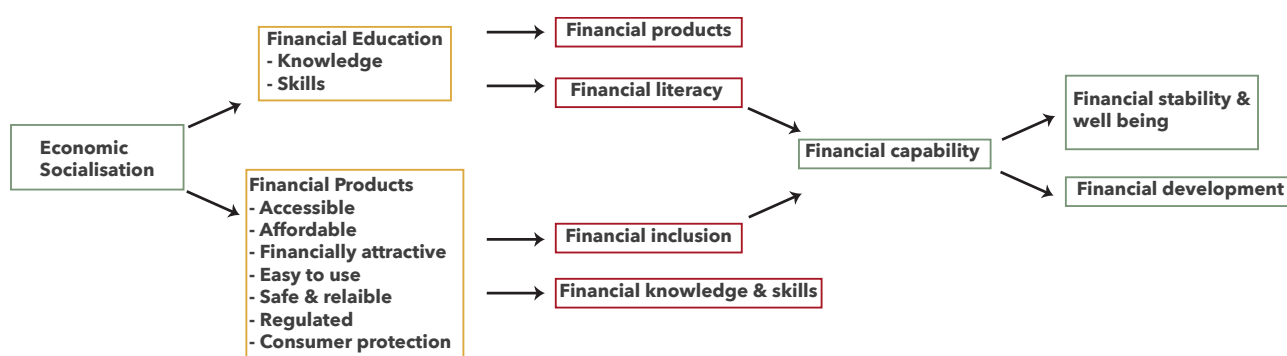 Economic
Socialisation
Financial Education
- Knowledge
- Skills
Financial Products
- Accessible
- Affordable
- Financially attractive
- Easy to use
- Safe & relaible
- Regulated
- Consumer protection
Financial products
Financial literacy
Financial inclusion
Financial knowledge & skills
Financial capability
Financial stability &
well being
Financial development